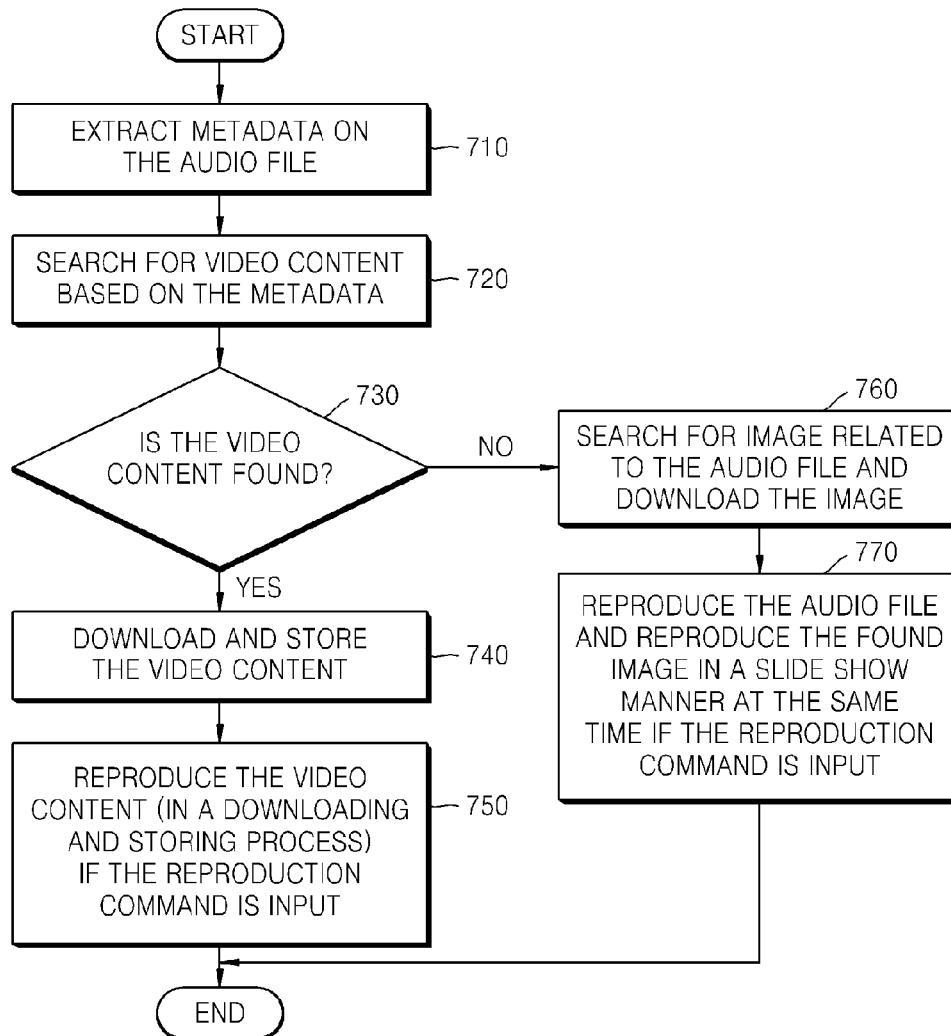 START
EXTRACT METADATA ON
THE AUDIO FILE
710
SEARCH FOR VIDEO CONTENT
BASED ON THE METADATA
720
730
IS THE VIDEO
CONTENT FOUND?
NO
YES
DOWNLOAD AND STORE
THE VIDEO CONTENT
740
REPRODUCE THE VIDEO
CONTENT (IN A DOWNLOADING
AND STORING PROCESS)
IF THE REPRODUCTION
COMMAND IS INPUT
750
760
SEARCH FOR IMAGE RELATED
TO THE AUDIO FILE AND
DOWNLOAD THE IMAGE
770
REPRODUCE THE AUDIO FILE
AND REPRODUCE THE FOUND
IMAGE IN A SLIDE SHOW
MANNER AT THE SAME
TIME IF THE REPRODUCTION
COMMAND IS INPUT
END